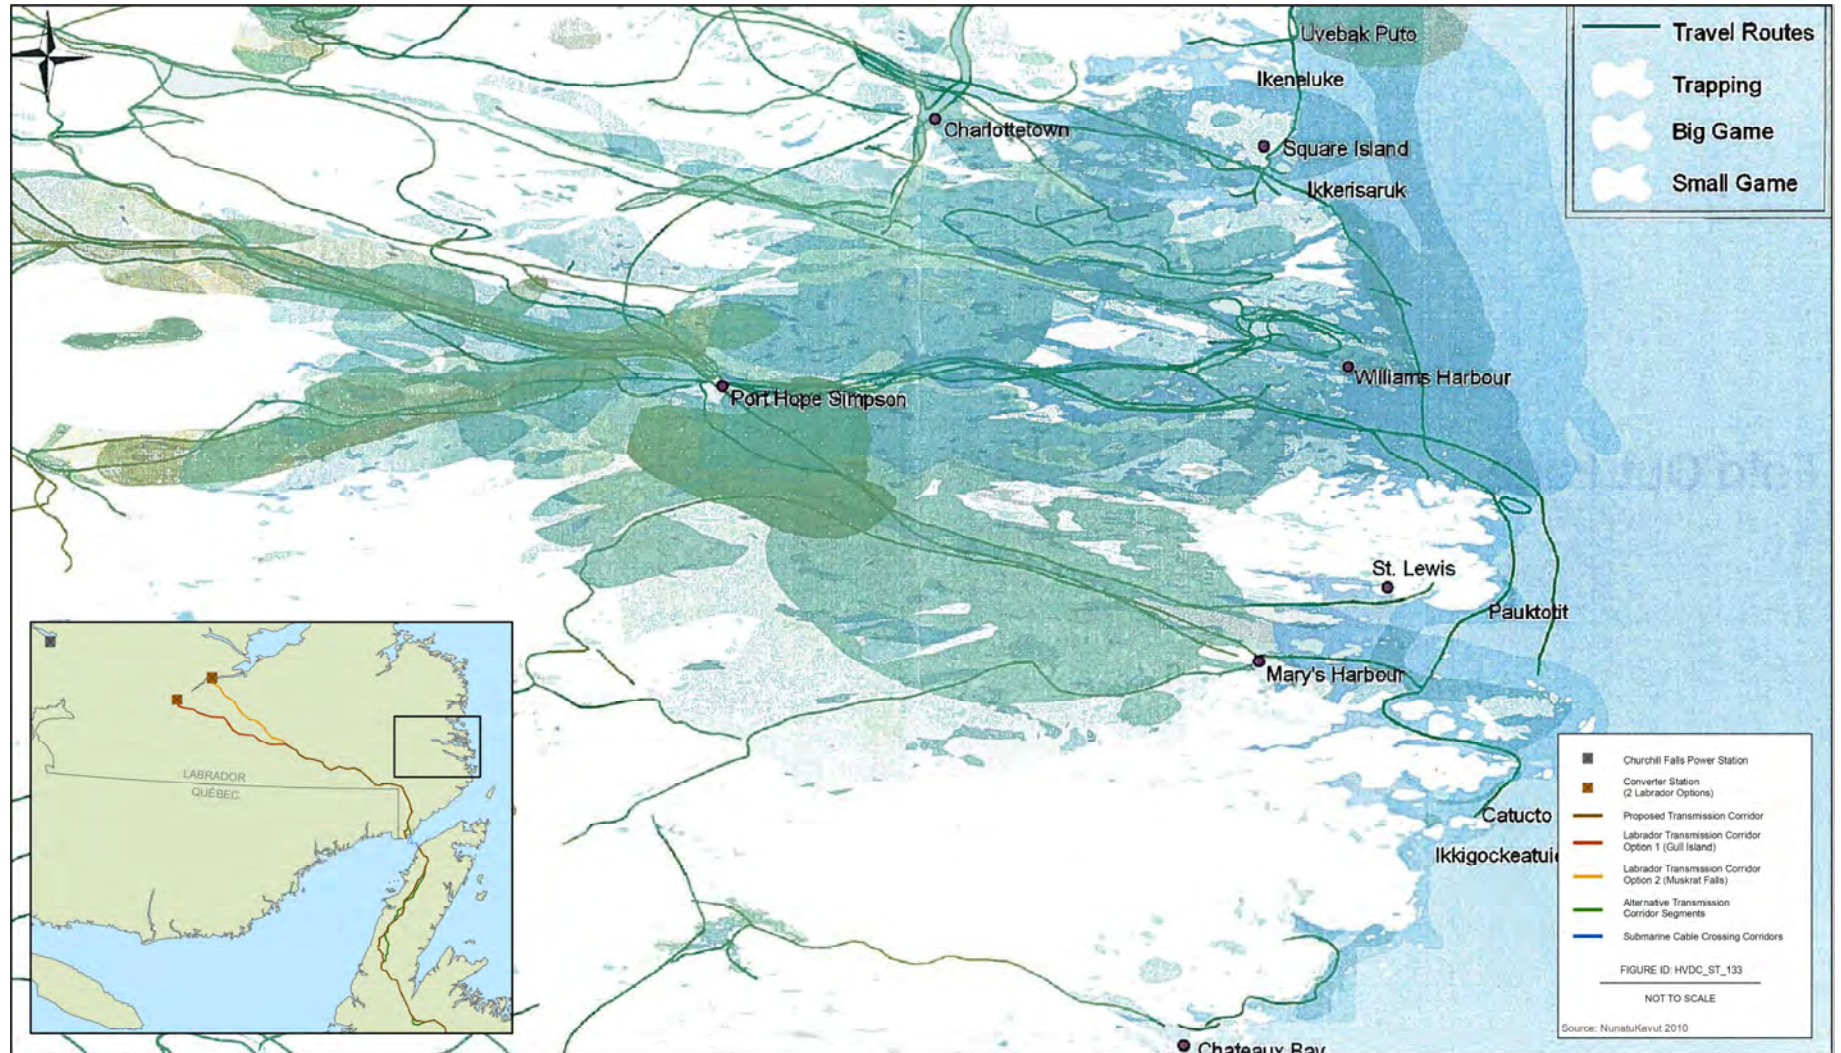 Uvebak Puto
Ikeneluke
Charlottetown
Square Island
Ikkerisaruk
Travel Routes
Trapping
Big Game
Small Game
Williams Harbour
Port Hope Simpson
St. Lewis
Pauktotit
Mary's Harbour
Catucto
Ikkigockeatuie
Chateaux Bay
LABRADOR
QUÉBEC
Churchill Falls Power Station
Converter Station
(2 Labrador Options)
Proposed Transmission Corridor
Labrador Transmission Corridor
Option 1 (Gull Island)
Labrador Transmission Corridor
Option 2 (Muskrat Falls)
Alternative Transmission
Corridor Segments
Submarine Cable Crossing Corridors
FIGURE ID: HVDC_ST_133
NOT TO SCALE
Source: NunatuKavut 2010